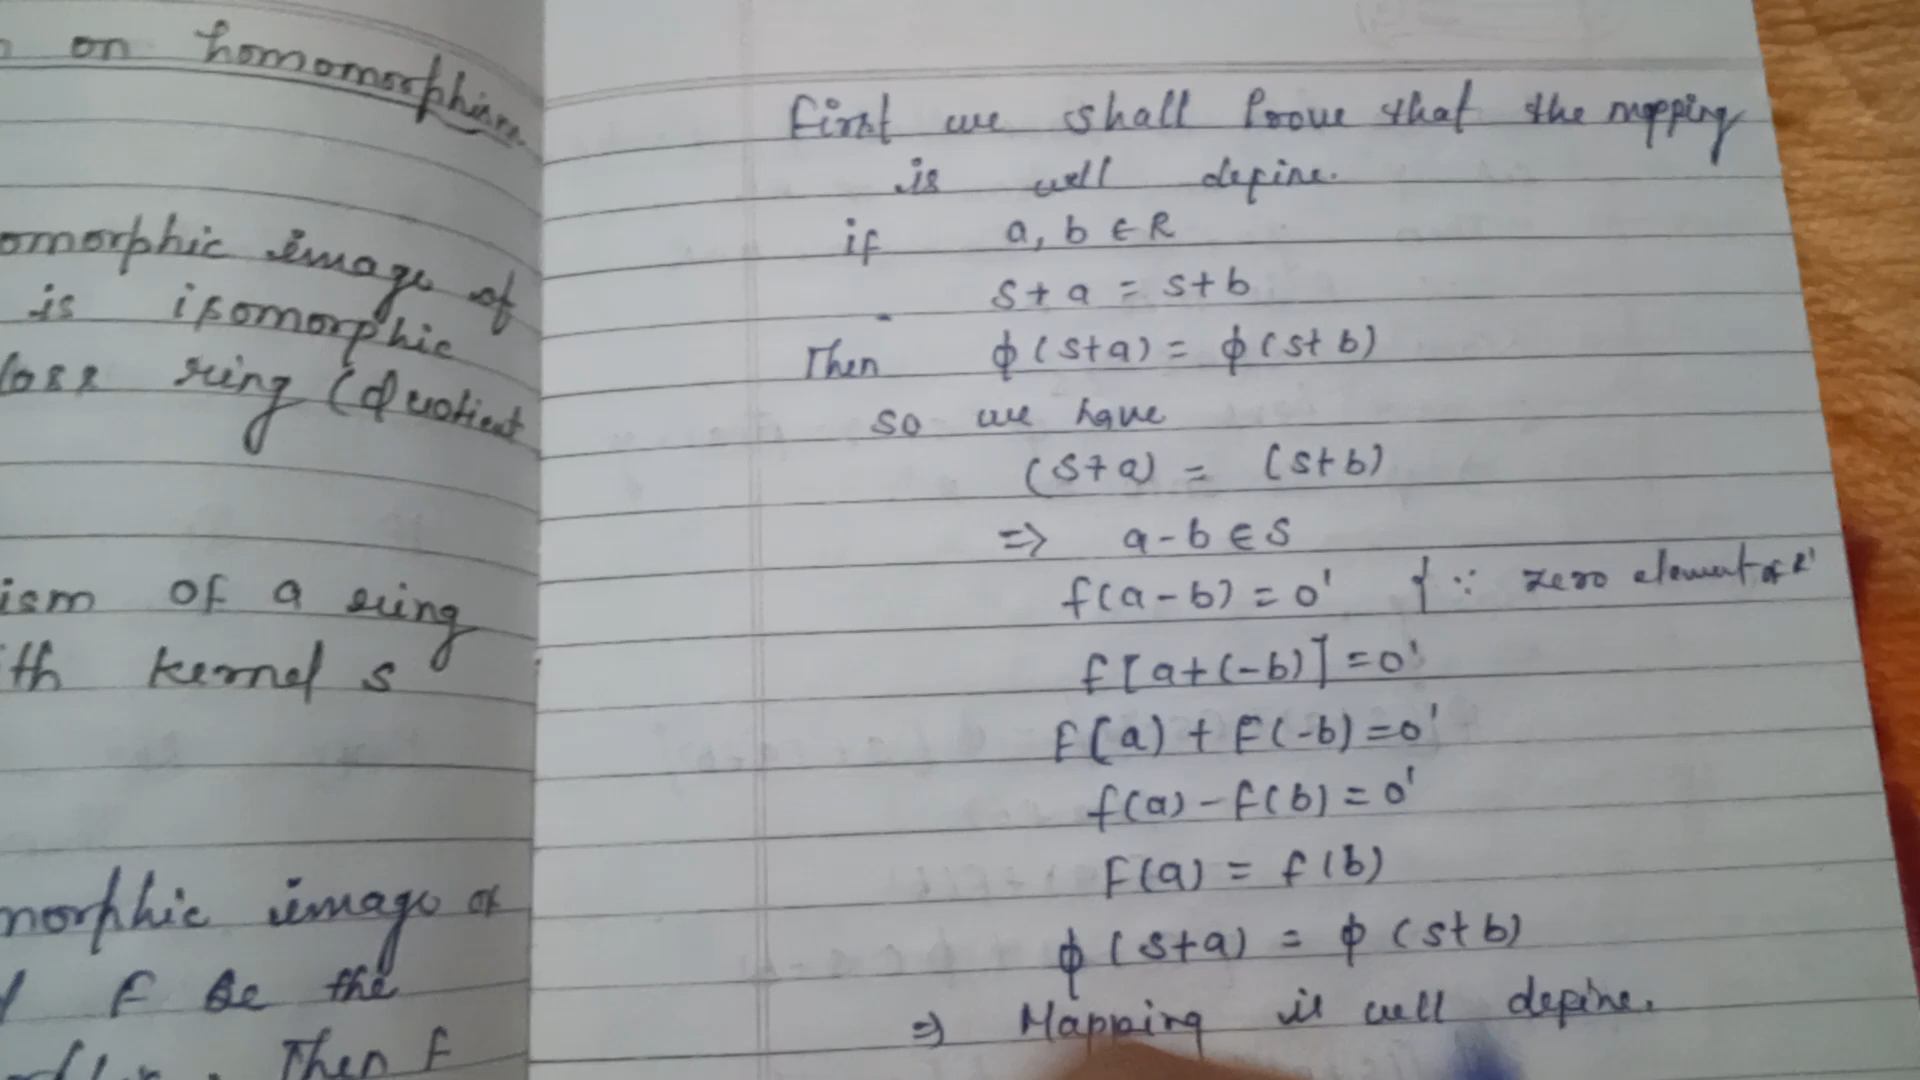 on homomorphism
omorphic image of
is isomorphic
ring (Quotient
ism of a ring
ith kernel s
morphic image of
f be the
Then f
first we shall Prove that the mapping
is well define.
if a, b ∈ R
s+a = s+b
Then ϕ(s+a) = ϕ(s+b)
so we have
(s+a) = (s+b)
=> a-b ∈ S
f(a-b) = 0' { ∵ zero element of R'
f[a+(-b)] = 0'
F(a) + F(-b) = 0'
f(a) - f(b) = 0'
F(a) = f(b)
ϕ(s+a) = ϕ(s+b)
=> Mapping is well define.